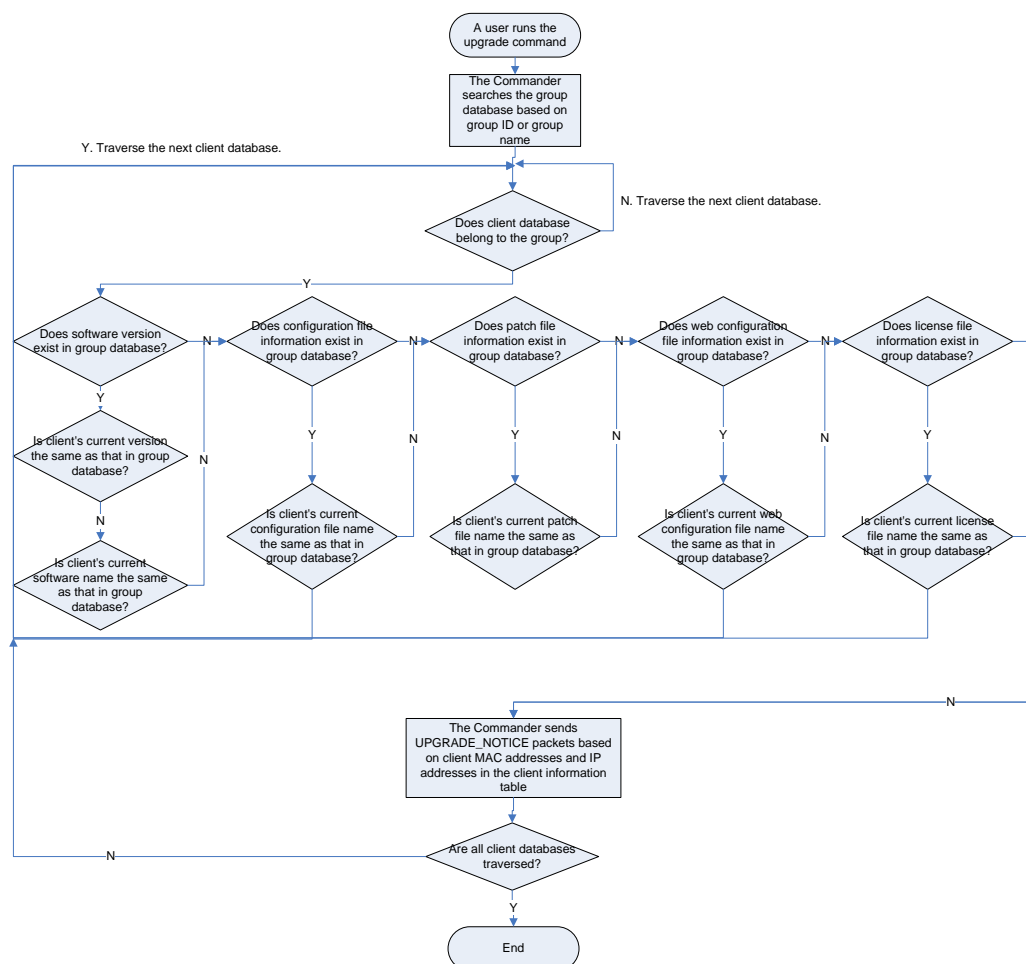 A user runs the
upgrade command
The Commander
searches the group
database based on
group ID or group
name
Y. Traverse the next client database.
N. Traverse the next client database.
Does client database
belong to the group?
Y
Does software version
exist in group database?
N
Does configuration file
information exist in
group database?
N
Does patch file
information exist in
group database?
N
Does web configuration
file information exist in
group database?
N
Does license file
information exist in
group database?
Y
Is client's current version
the same as that in group
database?
N
Y
N
Y
N
Y
N
Y
N
Is client's current
software name the same
as that in group
database?
Is client's current
configuration file name
the same as that in
group database?
Is client's current patch
file name the same as
that in group database?
Is client's current web
configuration file name
the same as that in
group database?
Is client's current license
file name the same as
that in group database?
N
The Commander sends
UPGRADE_NOTICE packets based
on client MAC addresses and IP
addresses in the client information
table
Are all client databases
traversed?
N
Y
End